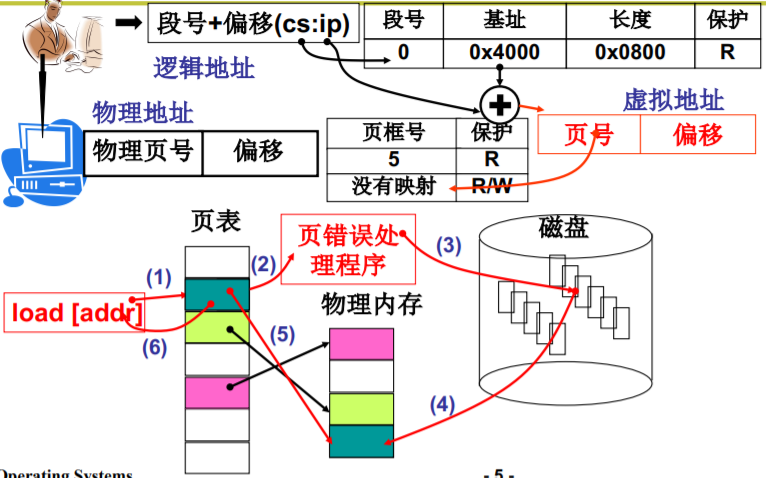 段号+偏移(cs:ip)
段号 基址 长度 保护
0 0x4000 0x0800 R
逻辑地址
物理地址
物理页号 偏移
页框号 保护
5 R
没有映射 R/W
虚拟地址
页号 偏移
页表
页错误处
理程序
磁盘
(1)
(2)
(3)
load [addr]
物理内存
(6)
(5)
(4)
Operating Systems
- 5 -